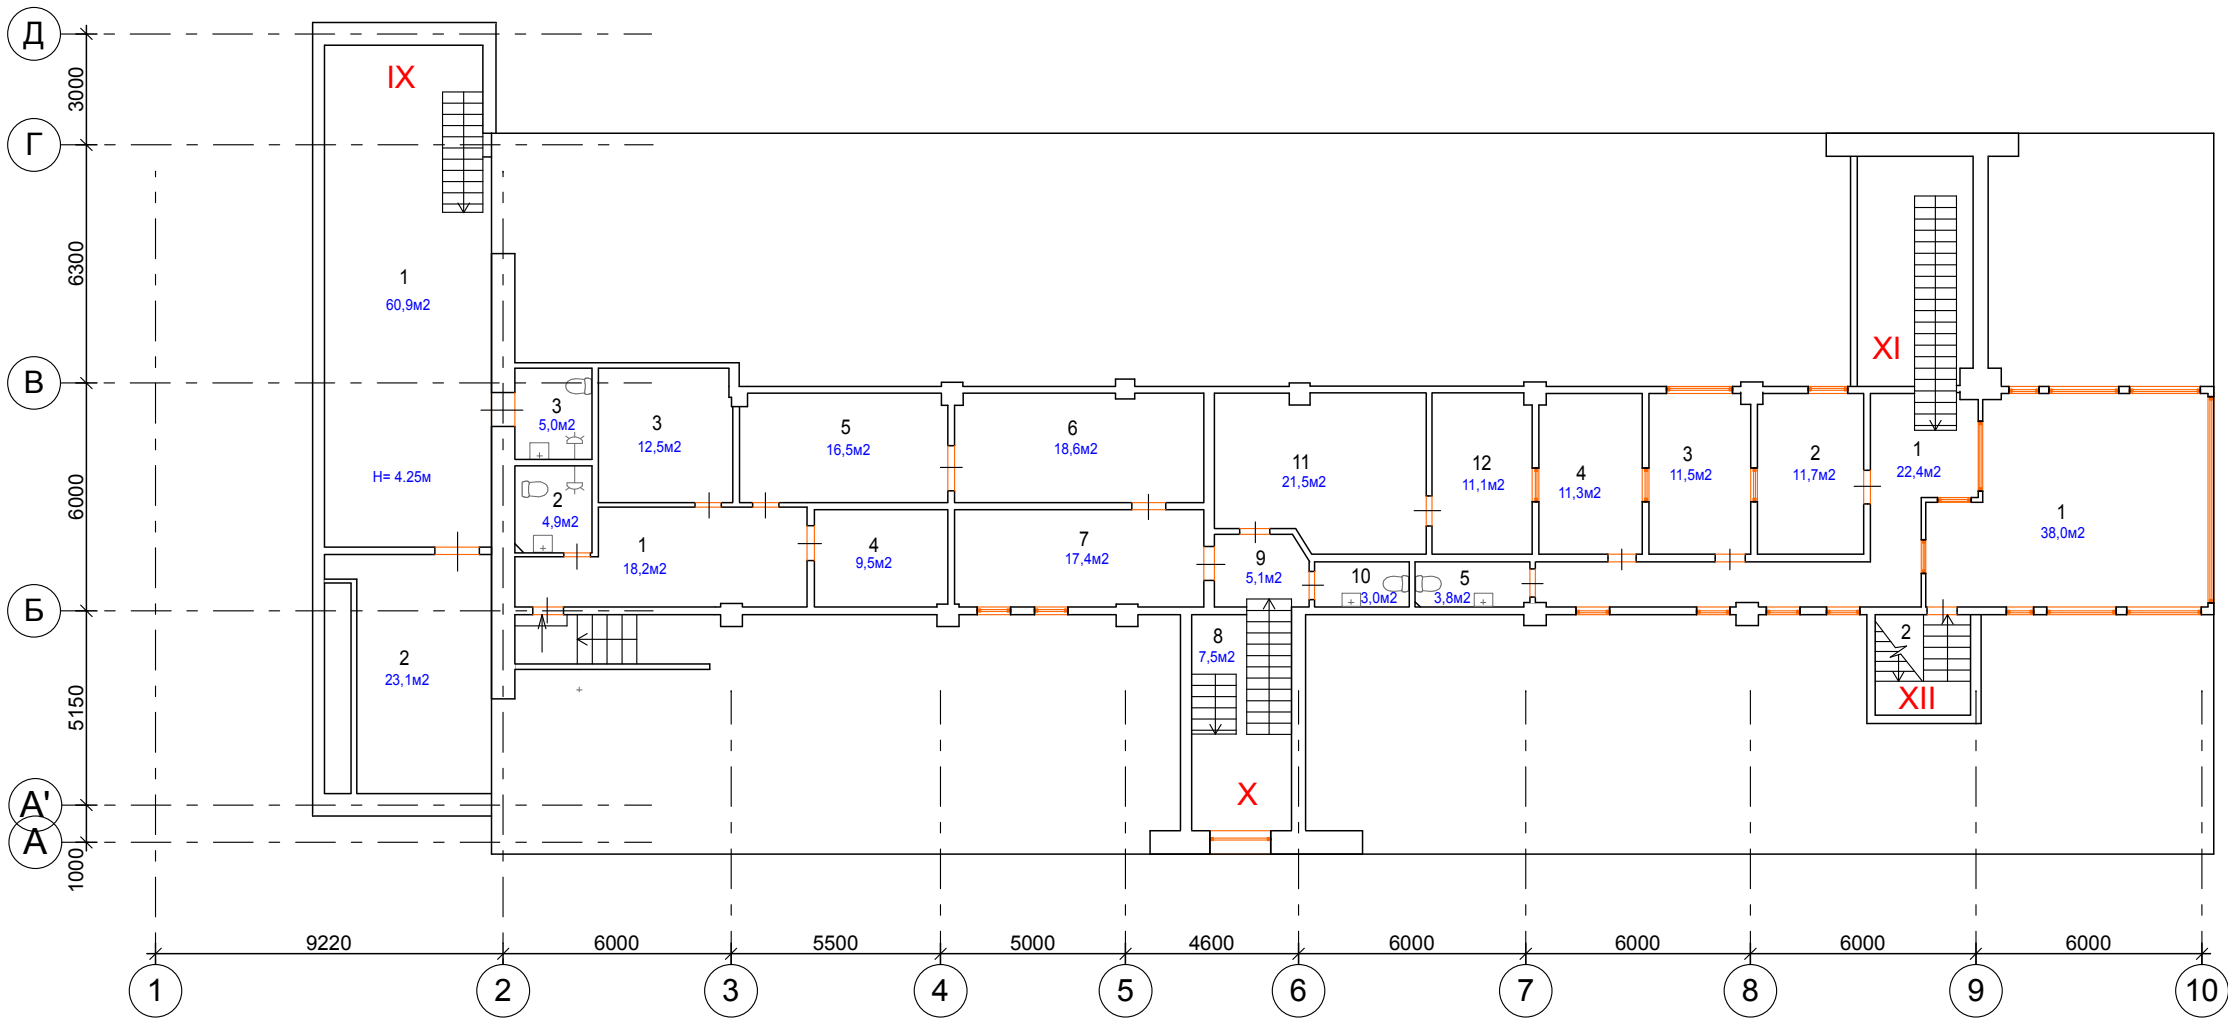 Д
3000
IX
Г
6300
1
60,9м2
XI
В
3
5,0м2
3
12,5м2
5
16,5м2
6
18,6м2
11
21,5м2
12
11,1м2
4
11,3м2
3
11,5м2
2
11,7м2
1
22,4м2
Н= 4.25м
6000
2
4,9м2
1
18,2м2
4
9,5м2
7
17,4м2
9
5,1м2
10
3,0м2
5
3,8м2
1
38,0м2
Б
2
23,1м2
8
7,5м2
2
XII
5150
X
А'
А
1000
9220
6000
5500
5000
4600
6000
6000
6000
6000
1
2
3
4
5
6
7
8
9
10